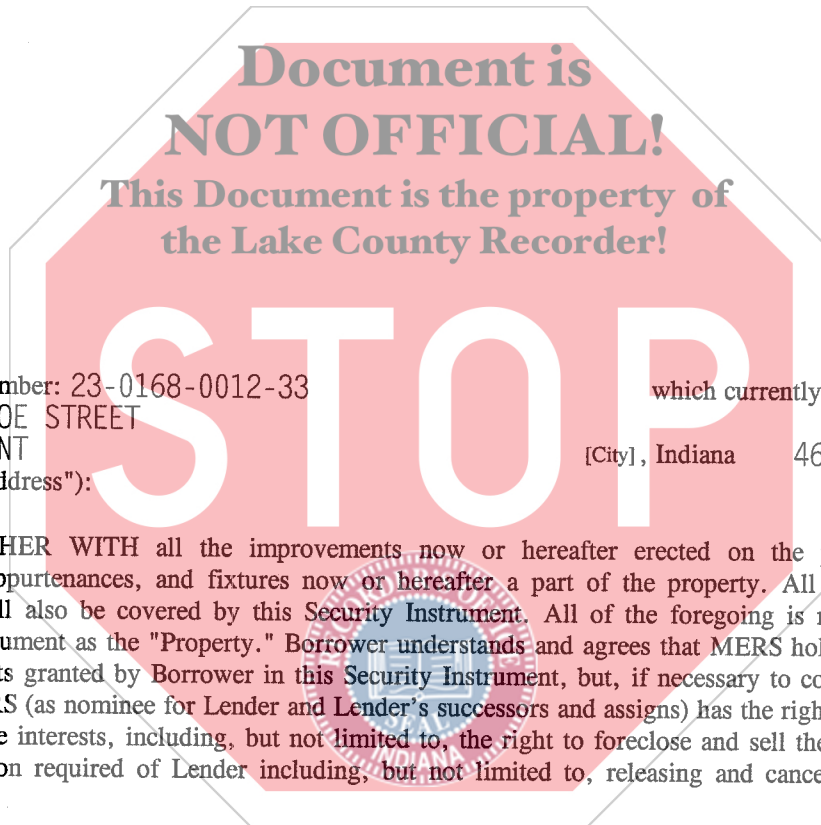 Document is
NOT OFFICIAL!
This Document is the property of
the Lake County Recorder!
STOP
mber: 23-0168-0012-33 which currently
OE STREET
NT [City], Indiana 46
ddress"):
HER WITH all the improvements now or hereafter erected on the
ppurtenances, and fixtures now or hereafter a part of the property. All
ll also be covered by this Security Instrument. All of the foregoing is r
ument as the "Property." Borrower understands and agrees that MERS hol
ts granted by Borrower in this Security Instrument, but, if necessary to co
RS (as nominee for Lender and Lender's successors and assigns) has the righ
e interests, including, but not limited to, the right to foreclose and sell the
on required of Lender including, but not limited to, releasing and cance
SEAL
INDIANA